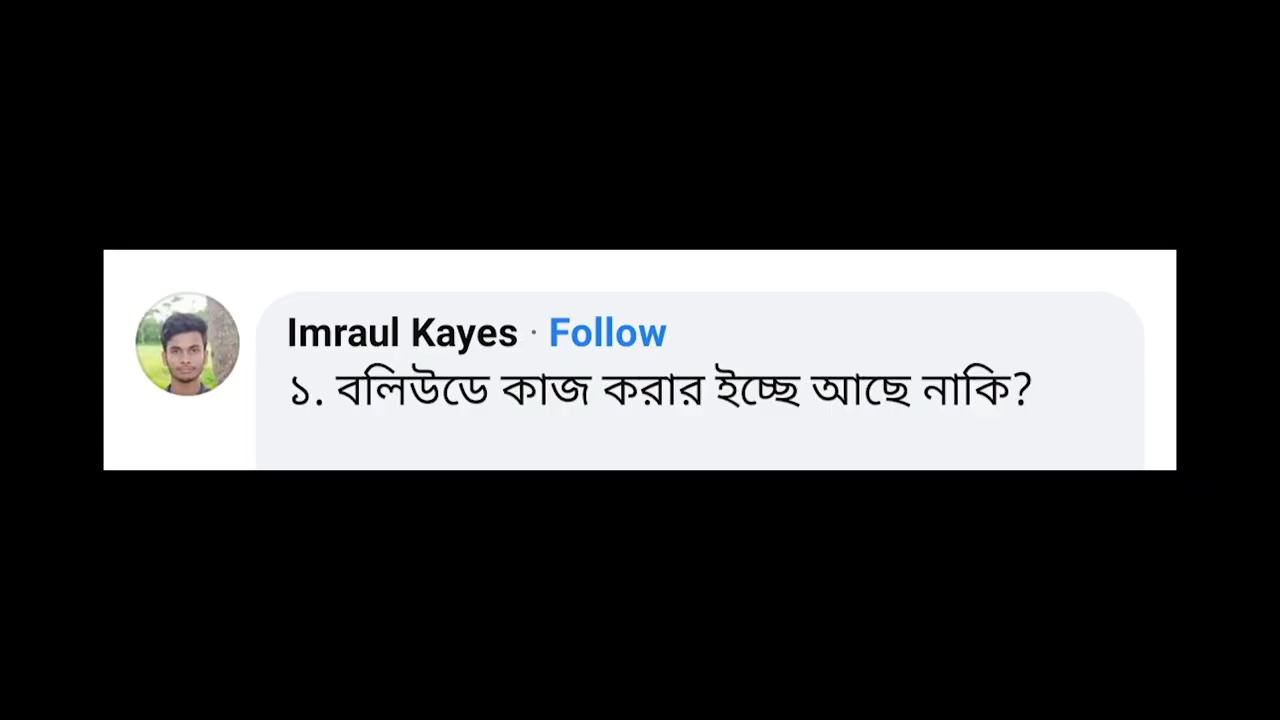 Imraul Kayes · Follow
১. বলিউডে কাজ করার ইচ্ছে আছে নাকি?